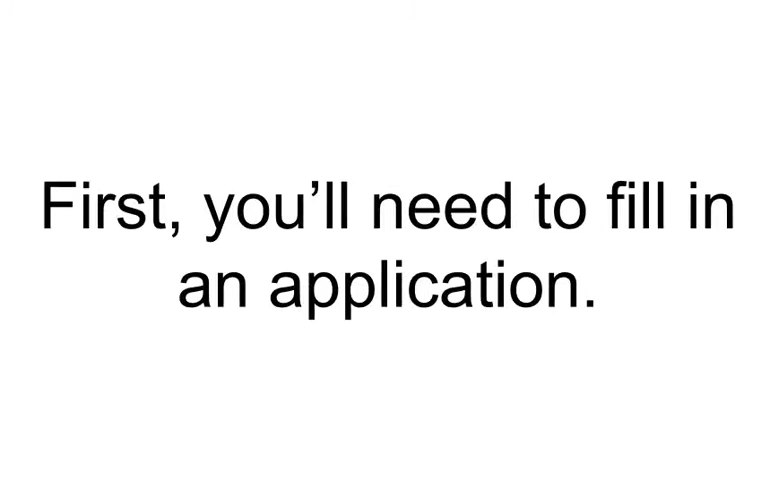 First, you’ll need to fill in
an application.